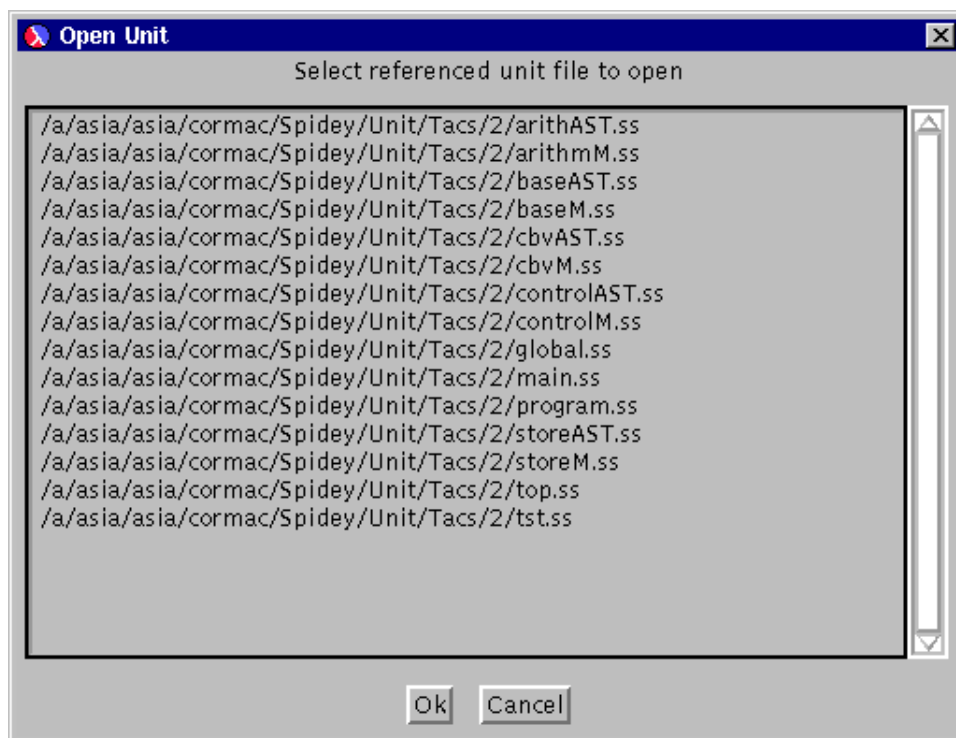 Open Unit
Select referenced unit file to open
/a/asia/asia/cormac/Spidey/Unit/Tacs/2/arithAST.ss
/a/asia/asia/cormac/Spidey/Unit/Tacs/2/arithmM.ss
/a/asia/asia/cormac/Spidey/Unit/Tacs/2/baseAST.ss
/a/asia/asia/cormac/Spidey/Unit/Tacs/2/baseM.ss
/a/asia/asia/cormac/Spidey/Unit/Tacs/2/cbvAST.ss
/a/asia/asia/cormac/Spidey/Unit/Tacs/2/cbvM.ss
/a/asia/asia/cormac/Spidey/Unit/Tacs/2/controlAST.ss
/a/asia/asia/cormac/Spidey/Unit/Tacs/2/controlM.ss
/a/asia/asia/cormac/Spidey/Unit/Tacs/2/global.ss
/a/asia/asia/cormac/Spidey/Unit/Tacs/2/main.ss
/a/asia/asia/cormac/Spidey/Unit/Tacs/2/program.ss
/a/asia/asia/cormac/Spidey/Unit/Tacs/2/storeAST.ss
/a/asia/asia/cormac/Spidey/Unit/Tacs/2/storeM.ss
/a/asia/asia/cormac/Spidey/Unit/Tacs/2/top.ss
/a/asia/asia/cormac/Spidey/Unit/Tacs/2/tst.ss
Ok Cancel